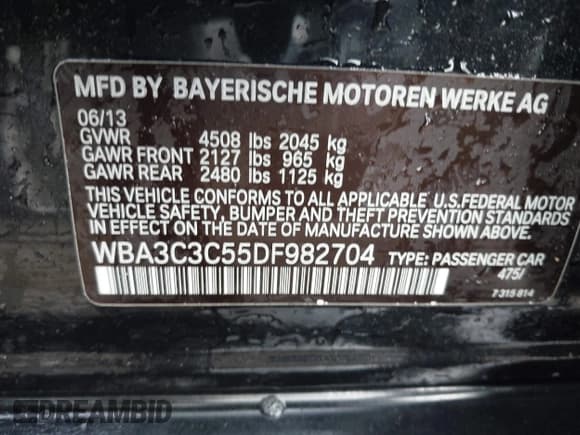 MFD BY BAYERISCHE MOTOREN WERKE AG
06/13
GVWR 4508 lbs 2045 kg
GAWR FRONT 2127 lbs 965 kg
GAWR REAR 2480 lbs 1125 kg
THIS VEHICLE CONFORMS TO ALL APPLICABLE U.S.FEDERAL MOTOR
VEHICLE SAFETY, BUMPER AND THEFT PREVENTION STANDARDS
IN EFFECT ON THE DATE OF MANUFACTURE SHOWN ABOVE.
WBA3C3C55DF982704 TYPE: PASSENGER CAR
475/
7 315 814
DREAMBID